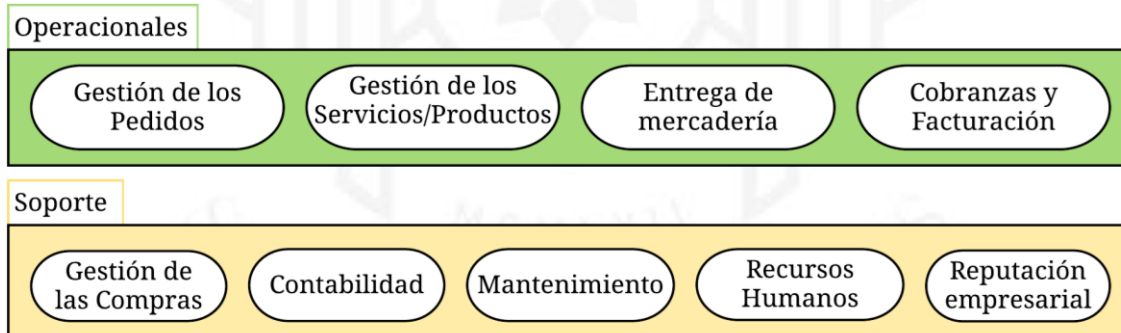 Operacionales
Gestión de los
Pedidos
Gestión de los
Servicios/Productos
Entrega de
mercadería
Cobranzas y
Facturación
Soporte
Gestión de
las Compras
Contabilidad
Mantenimiento
Recursos
Humanos
Reputación
empresarial